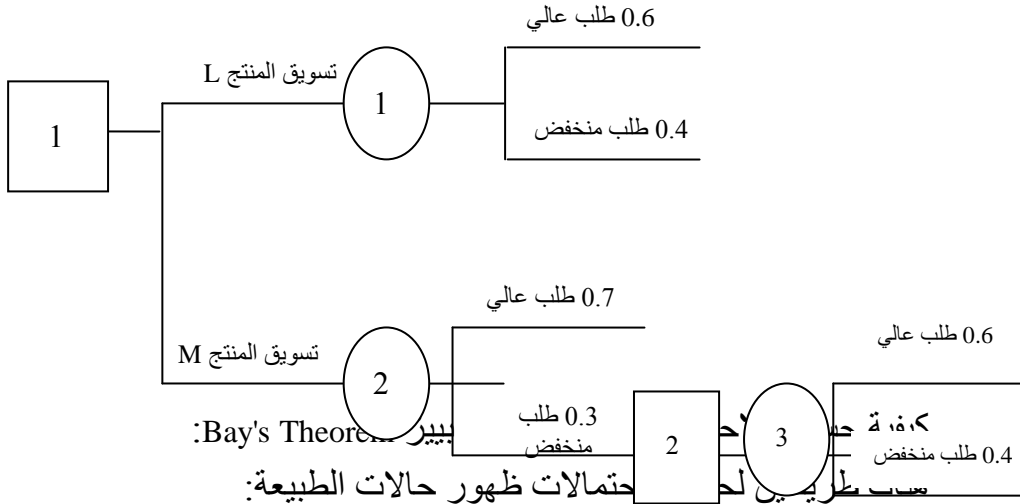 0.6 طلب عالي
تسويق المنتج L
1
1
0.4 طلب منخفض
0.7 طلب عالي
0.6 طلب عالي
تسويق المنتج M
2
0.3 طلب
منخفض
2
3
0.4 طلب منخفض
بييز Bay's Theorem:
حتمالات ظهور حالات الطبيعة: